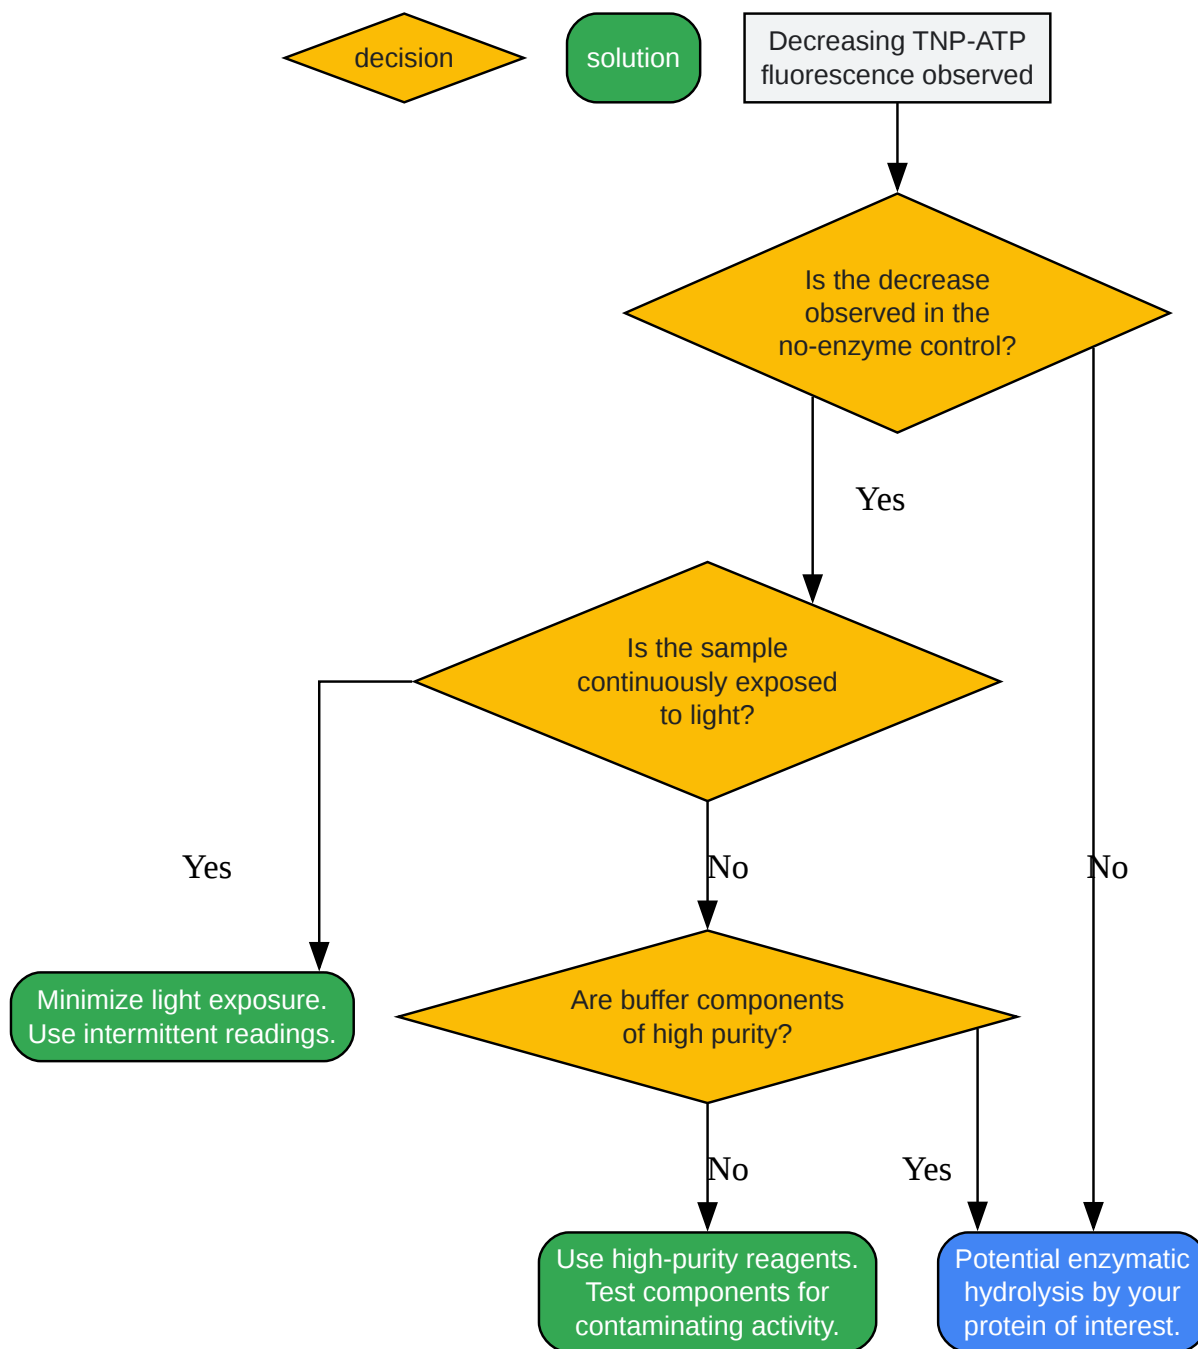 decision
solution
Decreasing TNP-ATP
fluorescence observed
Is the decrease
observed in the
no-enzyme control?
Yes
Is the sample
continuously exposed
to light?
Yes
No
No
Minimize light exposure.
Use intermittent readings.
Are buffer components
of high purity?
No
Yes
Use high-purity reagents.
Test components for
contaminating activity.
Potential enzymatic
hydrolysis by your
protein of interest.